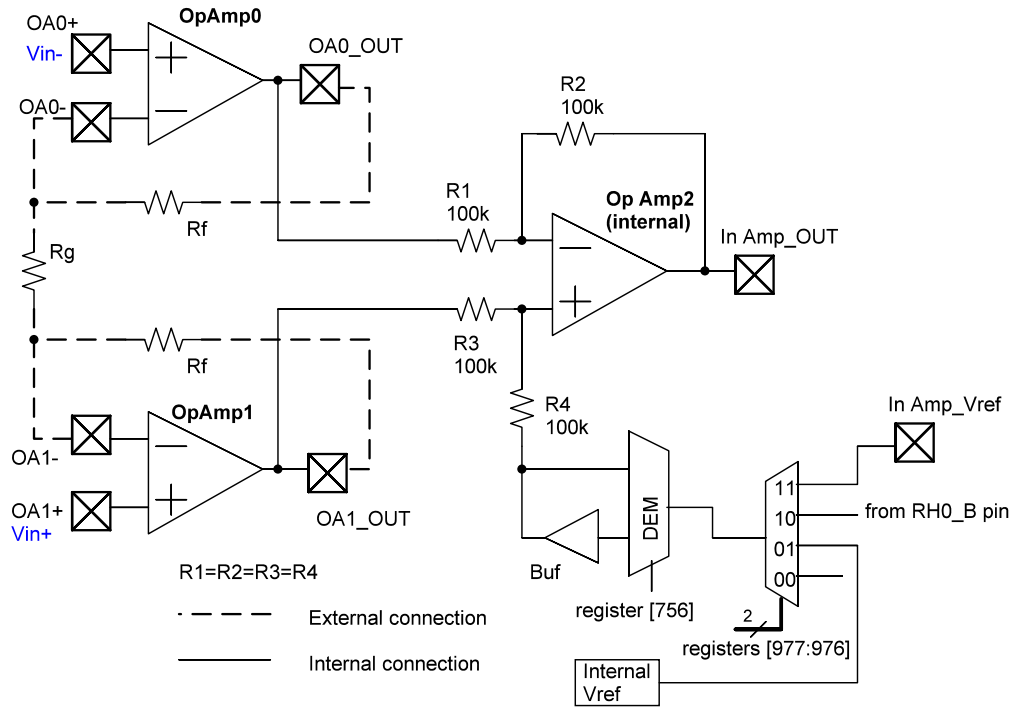 OpAmp0
OA0+
Vin-
OA0_OUT
OA0-
R2
100k
Rf
R1
100k
Op Amp2
(internal)
In Amp_OUT
Rg
R3
100k
Rf
OpAmp1
R4
100k
In Amp_Vref
OA1-
OA1+
Vin+
OA1_OUT
11
10
01
00
from RH0_B pin
DEM
Buf
R1=R2=R3=R4
register [756]
2
registers [977:976]
External connection
Internal connection
Internal
Vref